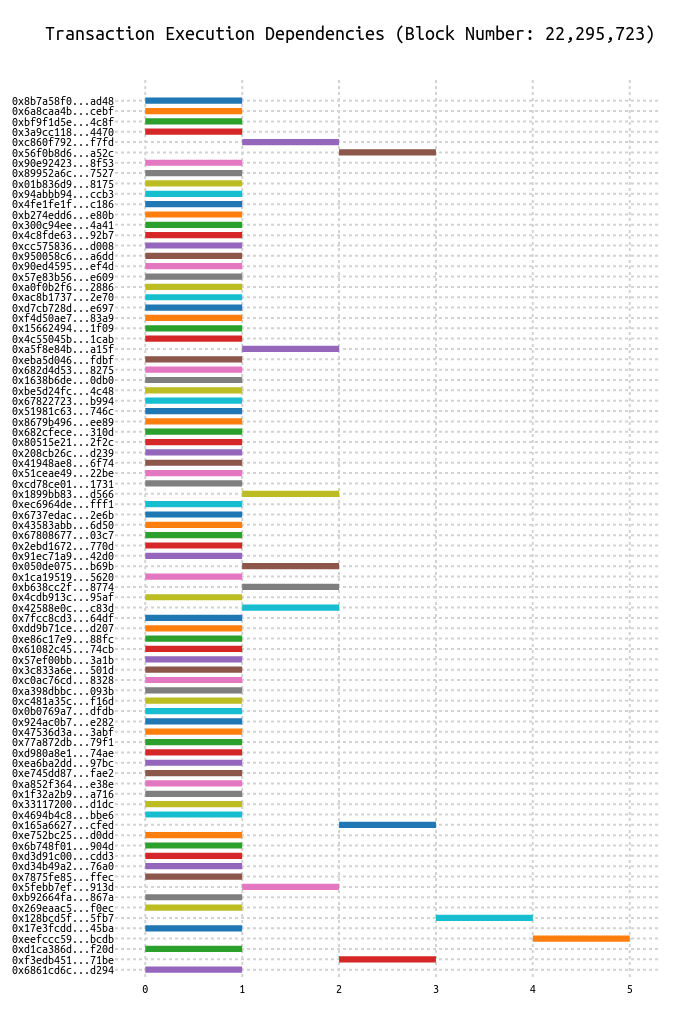 Transaction Execution Dependencies (Block Number: 22,295,723)
0x8b7a58f0...ad48
0x6a8caa4b...cebf
0xbf9f1d5e...4c8f
0x3a9cc118...4470
0xc860f792...f7fd
0x56f0b8d6...a52c
0x90e92423...8f53
0x89952a6c...7527
0x01b836d9...8175
0x94abbb94...ccb3
0x4fe1fe1f...c186
0xb274edd6...e80b
0x300c94ee...4a41
0x4c8fde63...92b7
0xcc575836...d008
0x950058c6...a6dd
0x90ed4595...ef4d
0x57e83b56...e609
0xa0f0b2f6...2886
0xac8b1737...2e70
0xd7cb728d...e697
0xf4d50ae7...83a9
0x15662494...1f09
0x4c55045b...1cab
0xa5f8e84b...a15f
0xeba5d046...fdbf
0x682d4d53...8275
0x1638b6de...0db0
0xbe5d24fc...4c48
0x67822723...b994
0x51981c63...746c
0x8679b496...ee89
0x682cfece...310d
0x80515e21...2f2c
0x208cb26c...d239
0x41948ae8...6f74
0x51ceae49...22be
0xcd78ce01...1731
0x1899bb83...d566
0xec6964de...fff1
0x6737edac...2e6b
0x43583abb...6d50
0x67808677...03c7
0x2ebd1672...770d
0x91ec71a9...42d0
0x050de075...b69b
0x1ca19519...5620
0xb638cc2f...8774
0x4cdb913c...95af
0x42588e0c...c83d
0x7fcc8cd3...64df
0xdd9b71ce...d207
0xe86c17e9...88fc
0x61082c45...74cb
0x57ef00bb...3a1b
0x3c833a6e...501d
0xc0ac76cd...8328
0xa398dbbc...093b
0xc481a35c...f16d
0x0b0769a7...dfdb
0x924ac0b7...e282
0x47536d3a...3abf
0x77a872db...79f1
0xd980a8e1...74ae
0xea6ba2dd...97bc
0xe745dd87...fae2
0xa852f364...e38e
0x1f32a2b9...a716
0x33117200...d1dc
0x4694b4c8...bbe6
0x165a6627...cfed
0xe752bc25...d0dd
0x6b748f01...904d
0xd3d91c00...cdd3
0xd34b49a2...76a0
0x7875fe85...ffec
0x5febb7ef...913d
0xb92664fa...867a
0x269eaac5...f0ec
0x128bcd5f...5fb7
0x17e3fcdd...45ba
0xeefccc59...bcdb
0xd1ca386d...f20d
0xf3edb451...71be
0x6861cd6c...d294
0 1 2 3 4 5